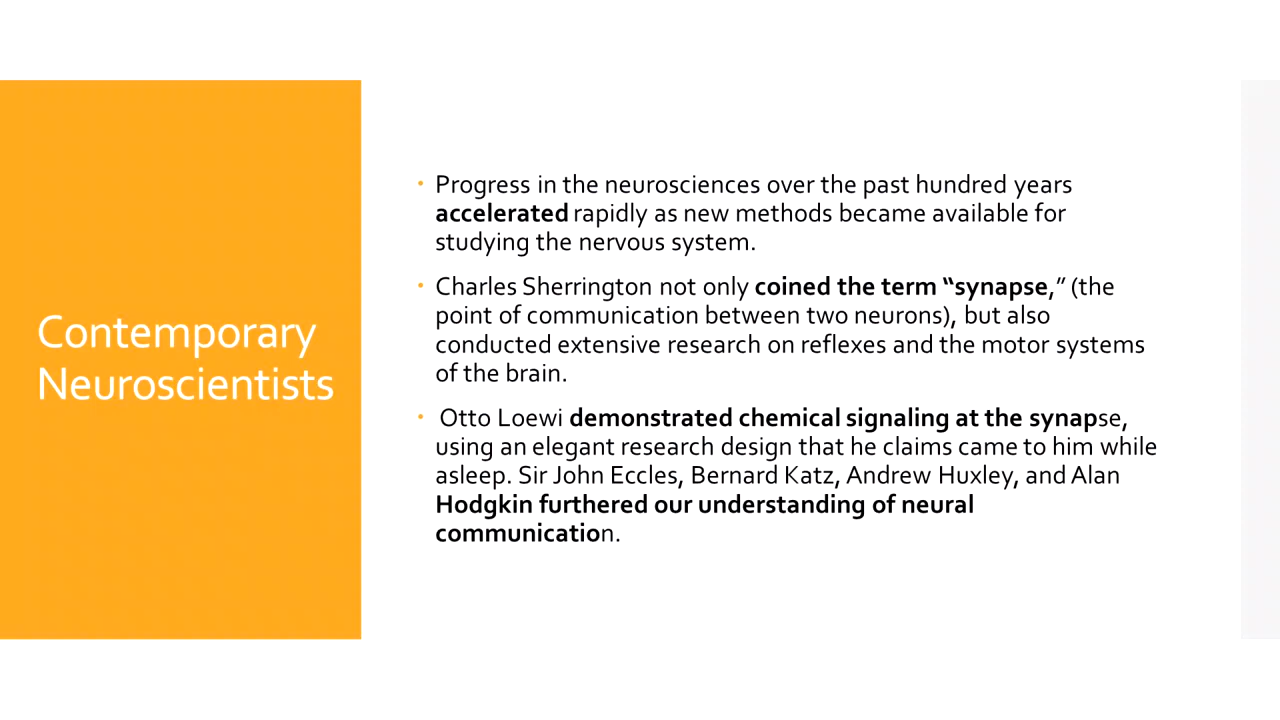 Contemporary
Neuroscientists
• Progress in the neurosciences over the past hundred years
accelerated rapidly as new methods became available for
studying the nervous system.
• Charles Sherrington not only coined the term “synapse,” (the
point of communication between two neurons), but also
conducted extensive research on reflexes and the motor systems
of the brain.
• Otto Loewi demonstrated chemical signaling at the synapse,
using an elegant research design that he claims came to him while
asleep. Sir John Eccles, Bernard Katz, Andrew Huxley, and Alan
Hodgkin furthered our understanding of neural
communication.